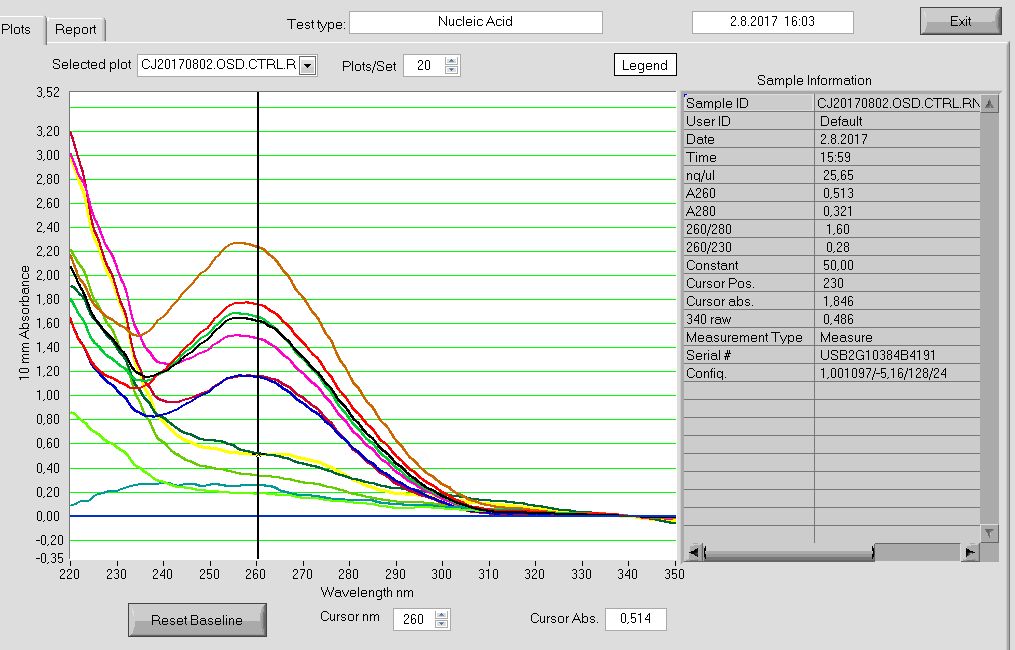 Plots
Report
Test type: Nucleic Acid
2.8.2017 16:03
Exit
Selected plot CJ20170802.OSD.CTRL.R
Plots/Set 20
Legend
Sample Information
Sample ID CJ20170802.OSD.CTRL.RN
User ID Default
Date 2.8.2017
Time 15:59
ng/ul 25,65
A260 0,513
A280 0,321
260/280 1,60
260/230 0,28
Constant 50,00
Cursor Pos. 230
Cursor abs. 1,846
340 raw 0,486
Measurement Type Measure
Serial # USB2G10384B4191
Config. 1,001097/-5,16/128/24
10 mm Absorbance
3,52
3,20
3,00
2,80
2,60
2,40
2,20
2,00
1,80
1,60
1,40
1,20
1,00
0,80
0,60
0,40
0,20
0,00
-0,20
-0,35
220 230 240 250 260 270 280 290 300 310 320 330 340 350
Wavelength nm
Reset Baseline
Cursor nm 260
Cursor Abs. 0,514